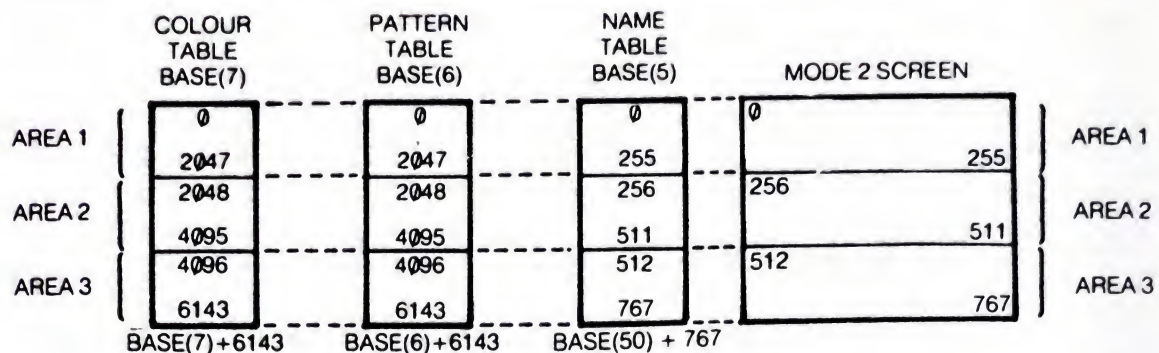 COLOUR TABLE BASE(7)
PATTERN TABLE BASE(6)
NAME TABLE BASE(5)
MODE 2 SCREEN
AREA 1
0
2047
0
2047
0
255
0
255
AREA 1
AREA 2
2048
4095
2048
4095
256
511
256
511
AREA 2
AREA 3
4096
6143
4096
6143
512
767
512
767
AREA 3
BASE(7)+6143
BASE(6)+6143
BASE(50) + 767